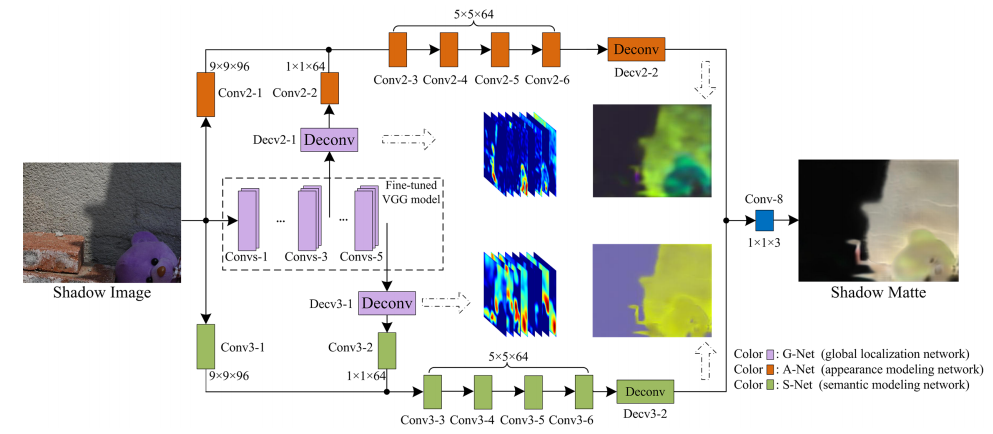 5×5×64
Deconv
Conv2-3
Conv2-4
Conv2-5
Conv2-6
Decv2-2
9×9×96
1×1×64
Conv2-1
Conv2-2
Decv2-1
Deconv
Fine-tuned
VGG model
...
...
Convs-1
Convs-3
Convs-5
Conv-8
1×1×3
Shadow Image
Shadow Matte
Decv3-1
Deconv
Conv3-1
Conv3-2
9×9×96
1×1×64
5×5×64
Deconv
Conv3-3
Conv3-4
Conv3-5
Conv3-6
Decv3-2
Color : G-Net (global localization network)
Color : A-Net (appearance modeling network)
Color : S-Net (semantic modeling network)